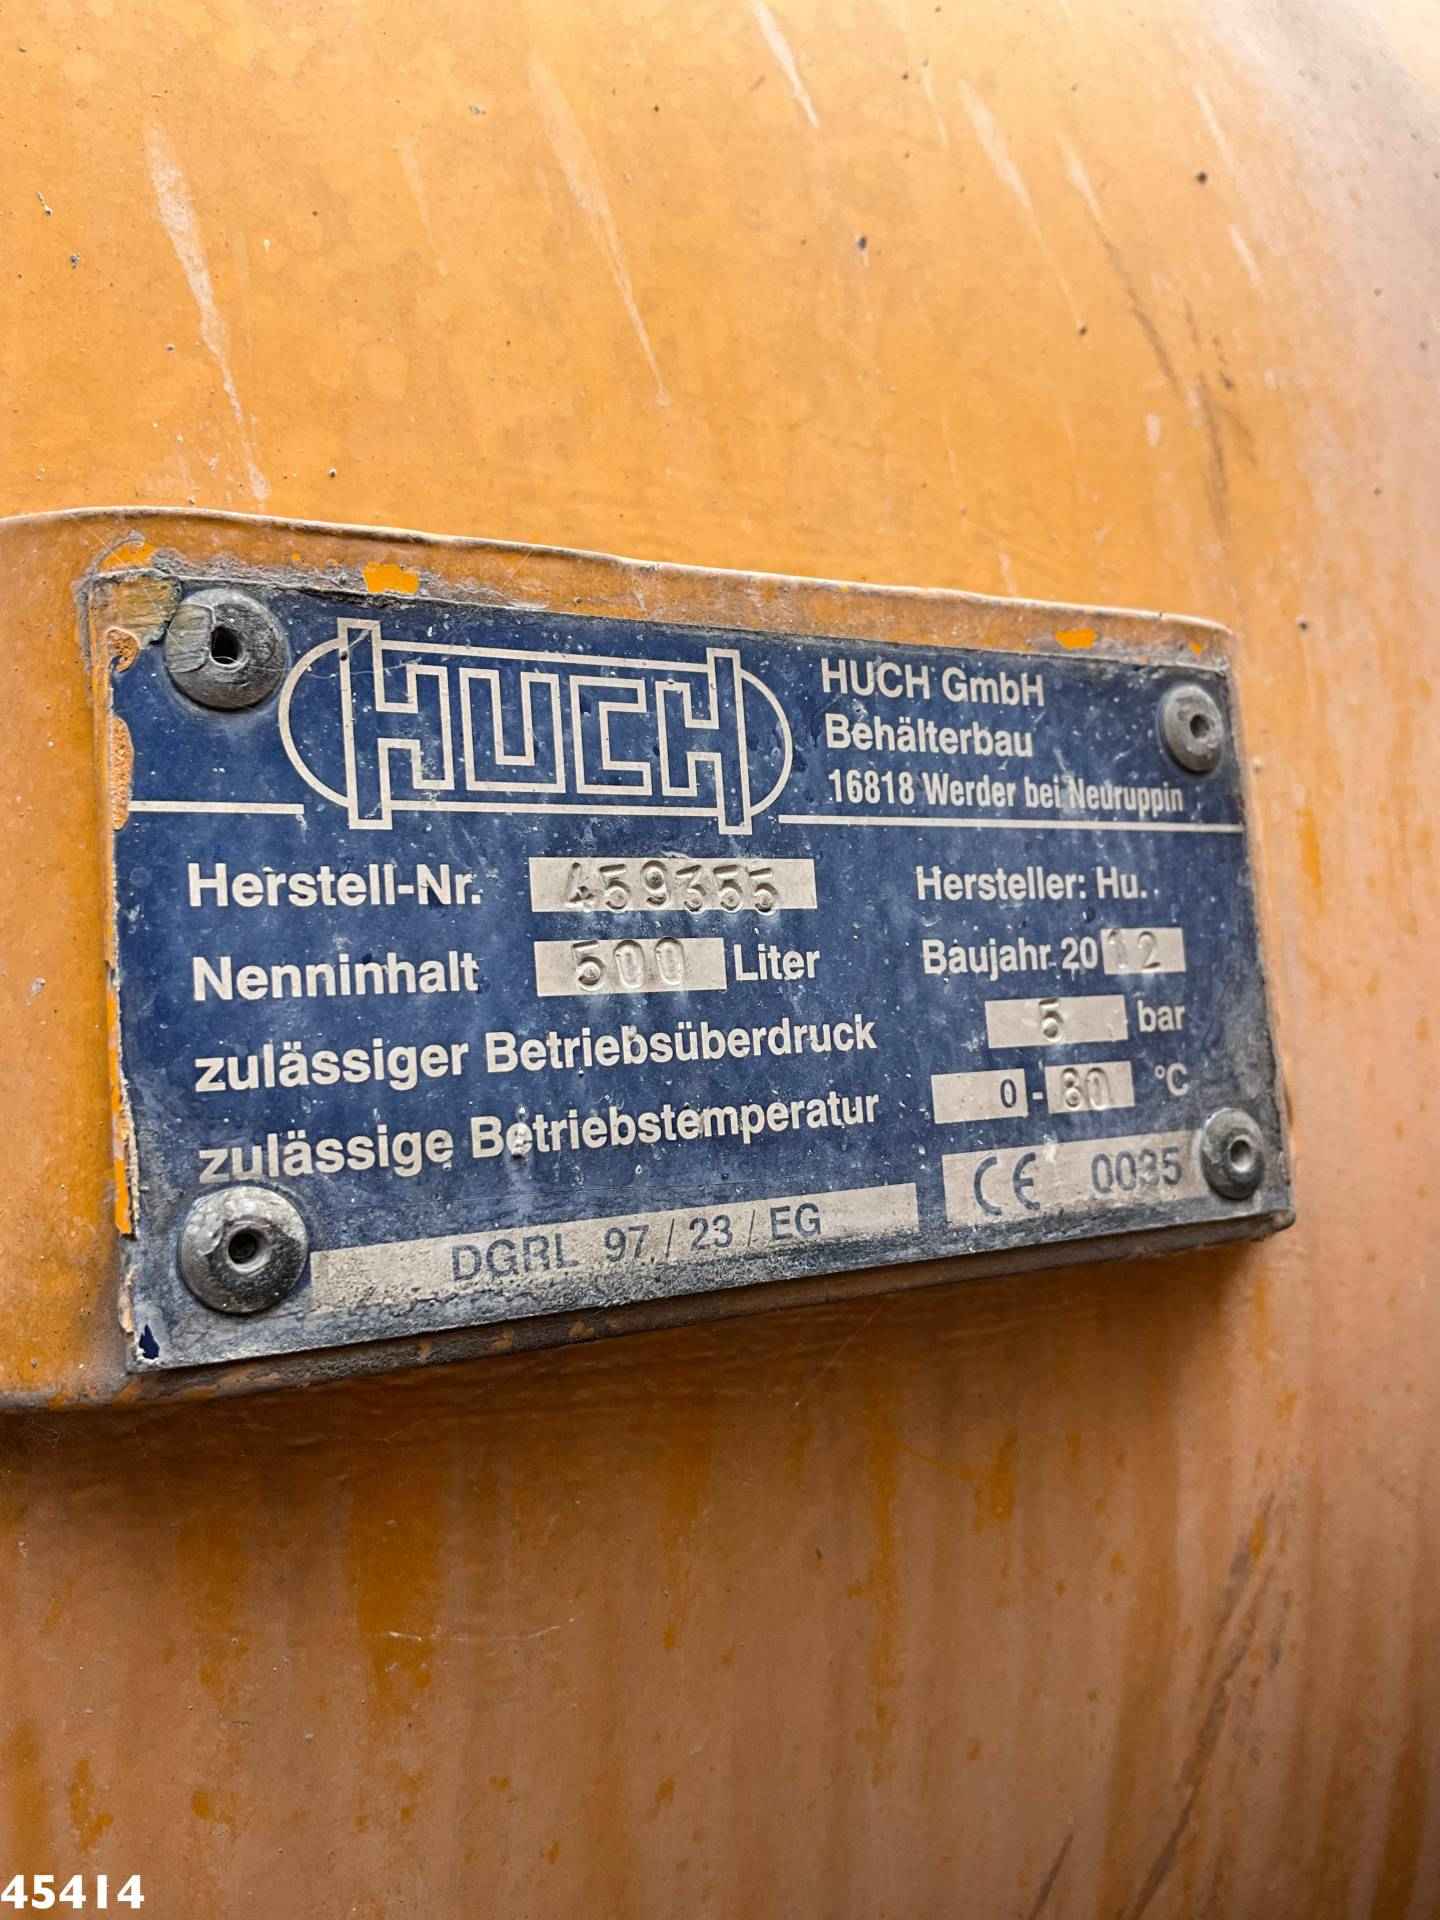 HUCH
HUCH GmbH
Behälterbau
16818 Werder bei Neuruppin
Herstell-Nr. 459355
Hersteller: Hu.
Nenninhalt 500 Liter
Baujahr 2012
zulässiger Betriebsüberdruck 5 bar
zulässige Betriebstemperatur 0 - 80 °C
DGRL 97 / 23 / EG
CE 0035
45414